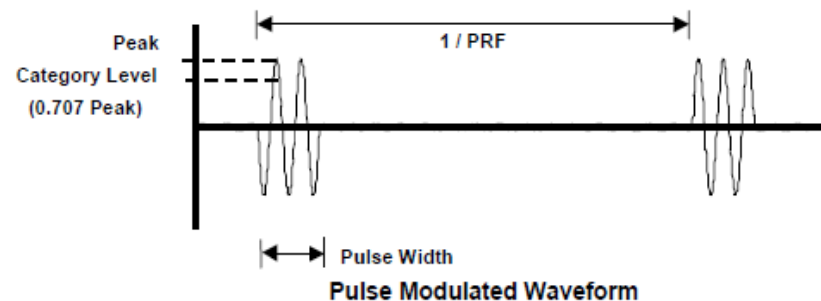 Peak
1 / PRF
Category Level
(0.707 Peak)
Pulse Width
Pulse Modulated Waveform